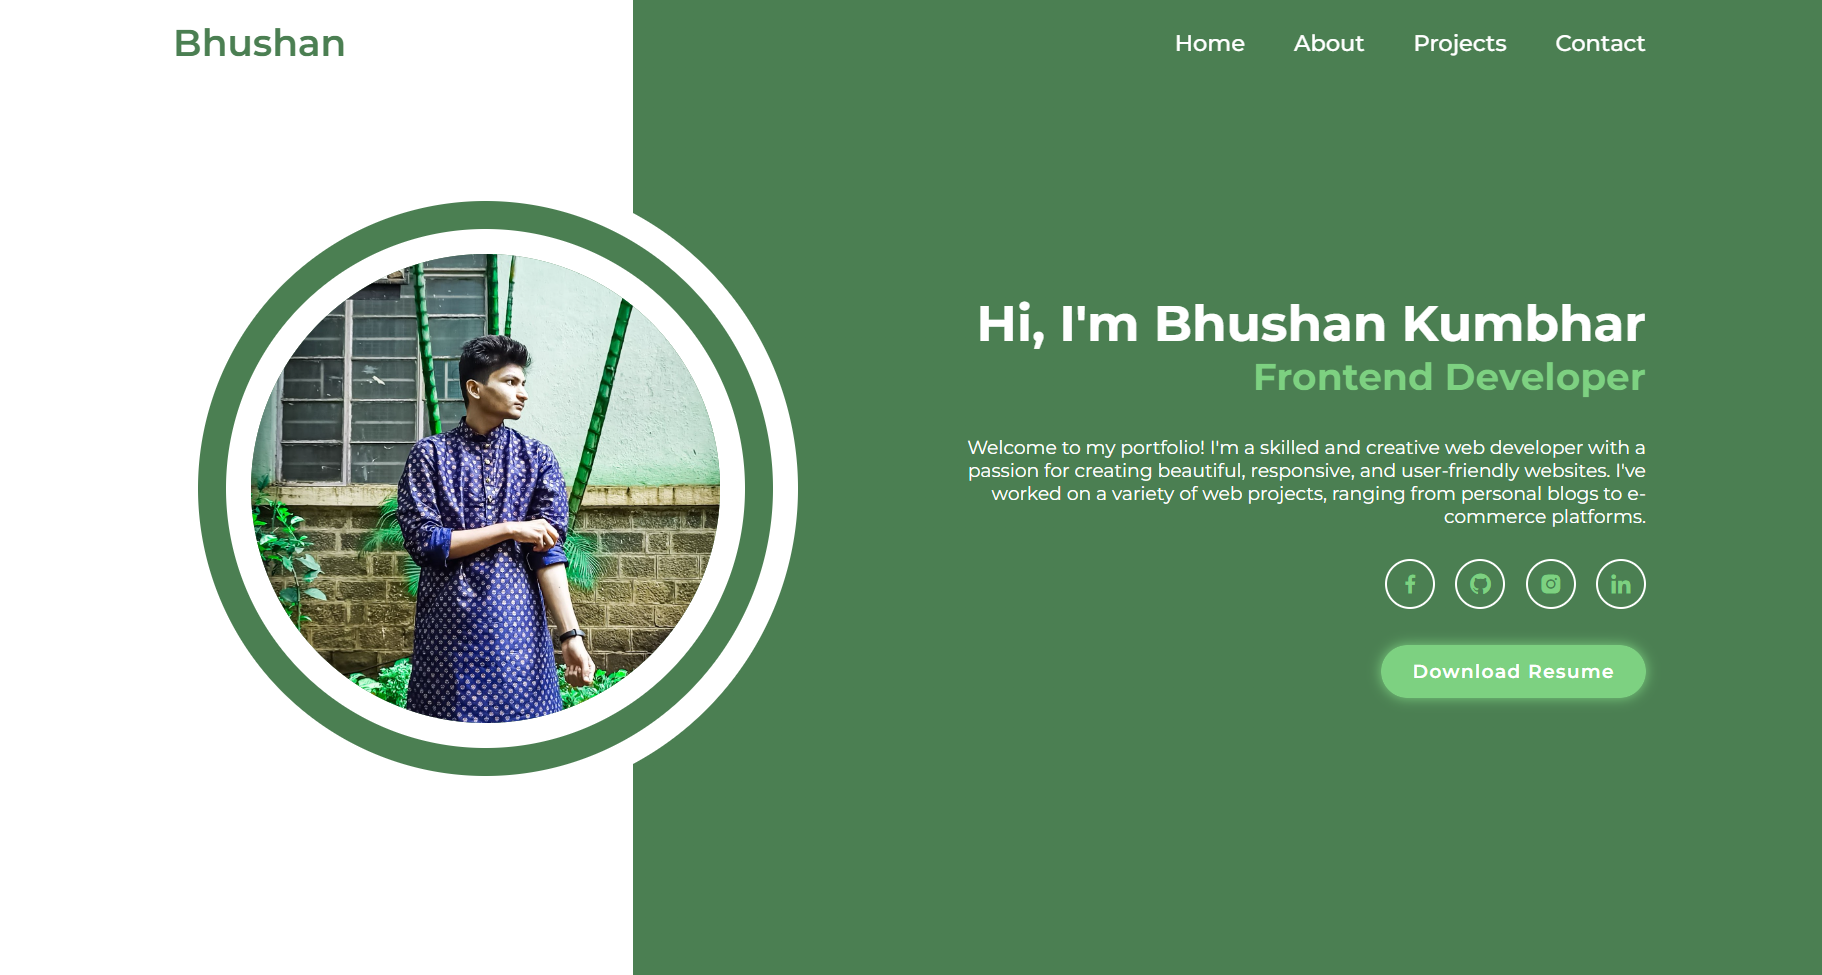 Bhushan
Home About Projects Contact
Hi, I'm Bhushan Kumbhar
Frontend Developer
Welcome to my portfolio! I'm a skilled and creative web developer with a
passion for creating beautiful, responsive, and user-friendly websites. I've
worked on a variety of web projects, ranging from personal blogs to e-
commerce platforms.
Download Resume